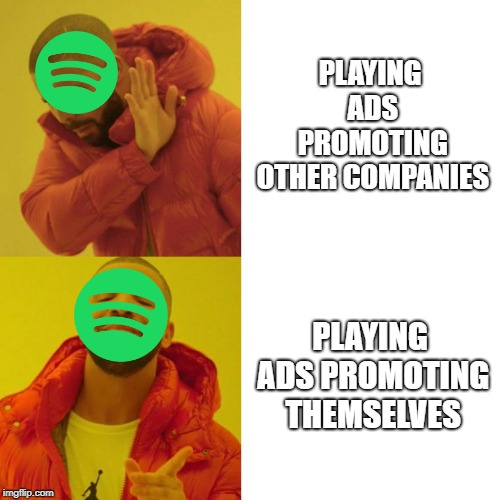 PLAYING
ADS
PROMOTING
OTHER COMPANIES
PLAYING
ADS PROMOTING
THEMSELVES
imgflip.com